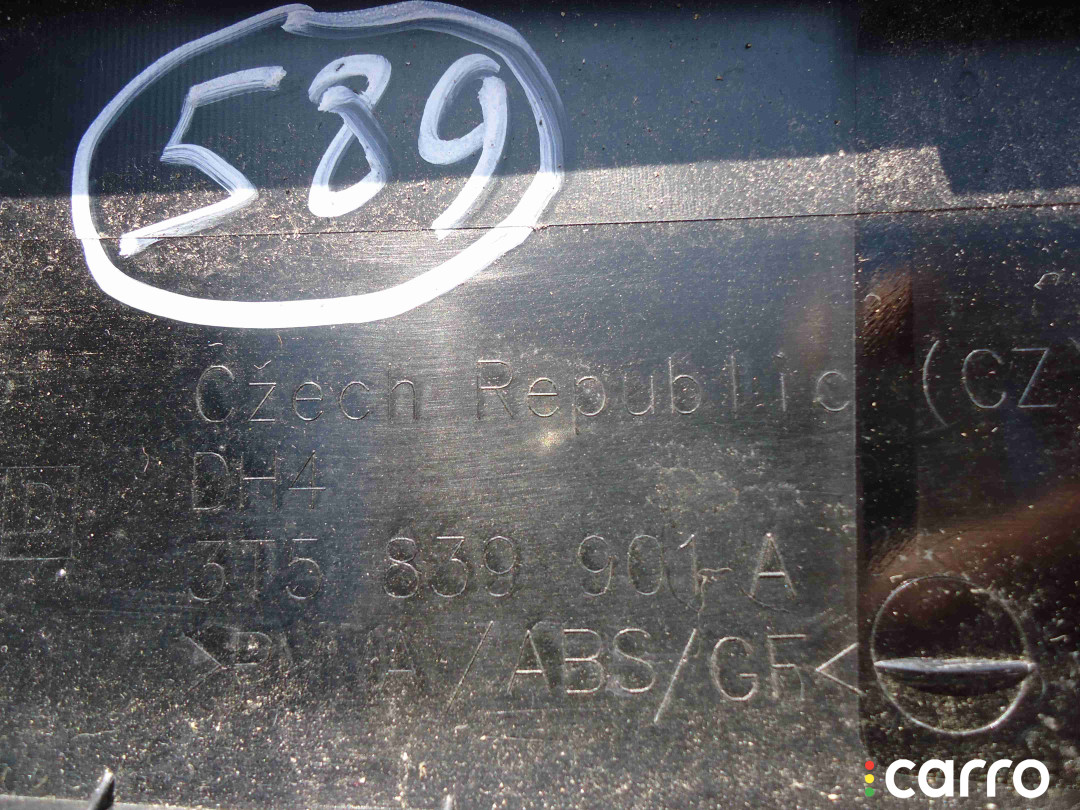 589
Czech Republic (CZ)
DH4
3T5 839 901 A
>P A/ABS/GF<
carro